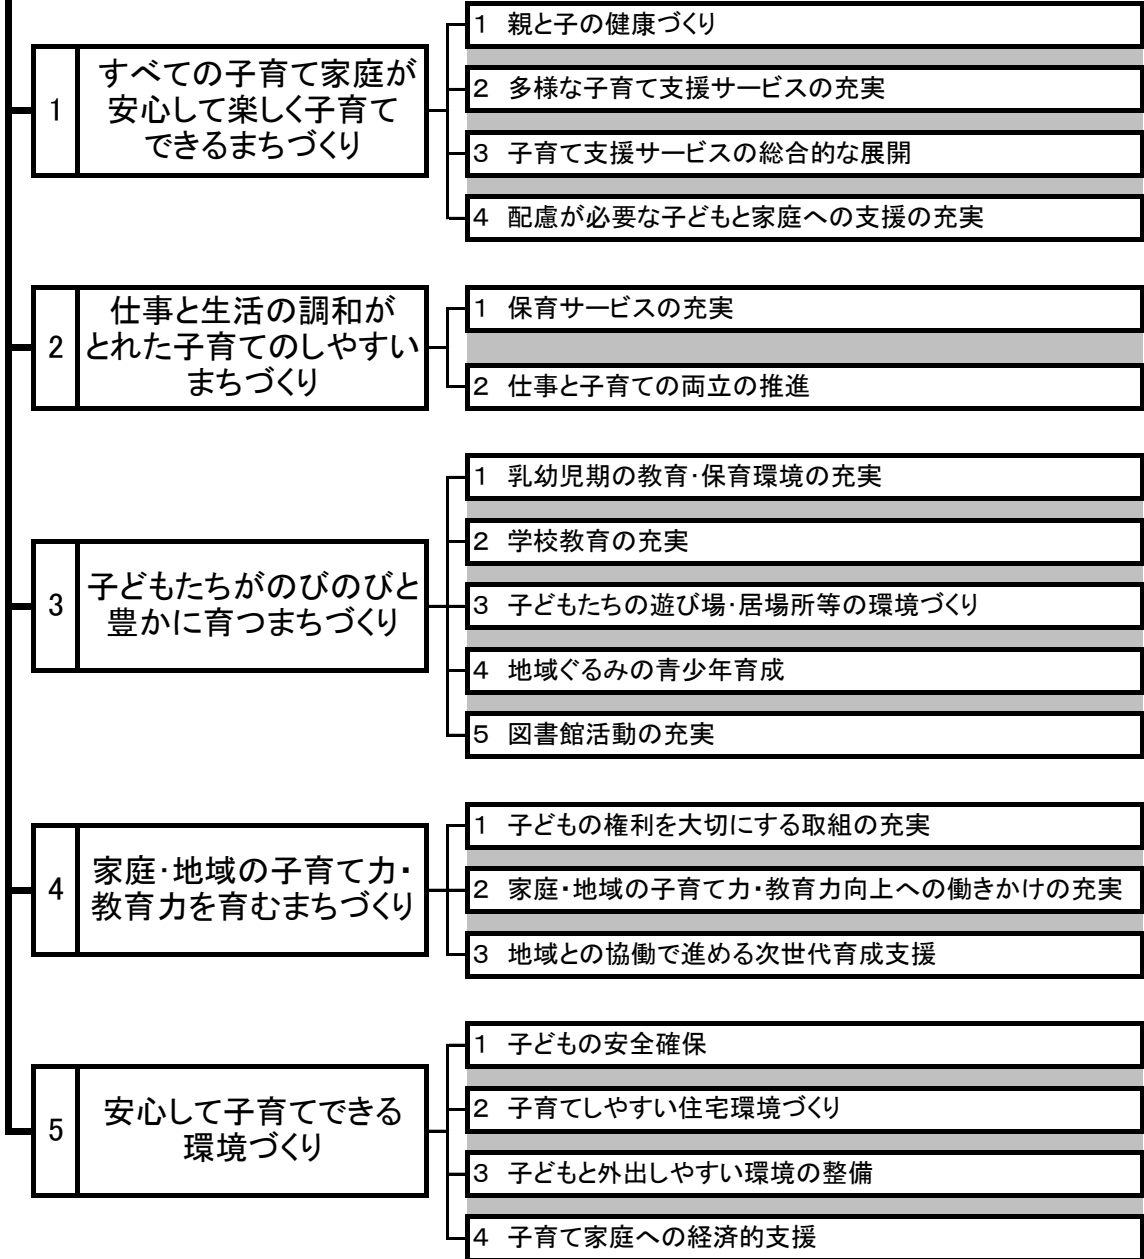 1
すべての子育て家庭が
安心して楽しく子育て
できるまちづくり
1 親と子の健康づくり
2 多様な子育て支援サービスの充実
3 子育て支援サービスの総合的な展開
4 配慮が必要な子どもと家庭への支援の充実
2
仕事と生活の調和が
とれた子育てのしやすい
まちづくり
1 保育サービスの充実
2 仕事と子育ての両立の推進
3
子どもたちがのびのびと
豊かに育つまちづくり
1 乳幼児期の教育・保育環境の充実
2 学校教育の充実
3 子どもたちの遊び場・居場所等の環境づくり
4 地域ぐるみの青少年育成
5 図書館活動の充実
4
家庭・地域の子育て力・
教育力を育むまちづくり
1 子どもの権利を大切にする取組の充実
2 家庭・地域の子育て力・教育力向上への働きかけの充実
3 地域との協働で進める次世代育成支援
5
安心して子育てできる
環境づくり
1 子どもの安全確保
2 子育てしやすい住宅環境づくり
3 子どもと外出しやすい環境の整備
4 子育て家庭への経済的支援